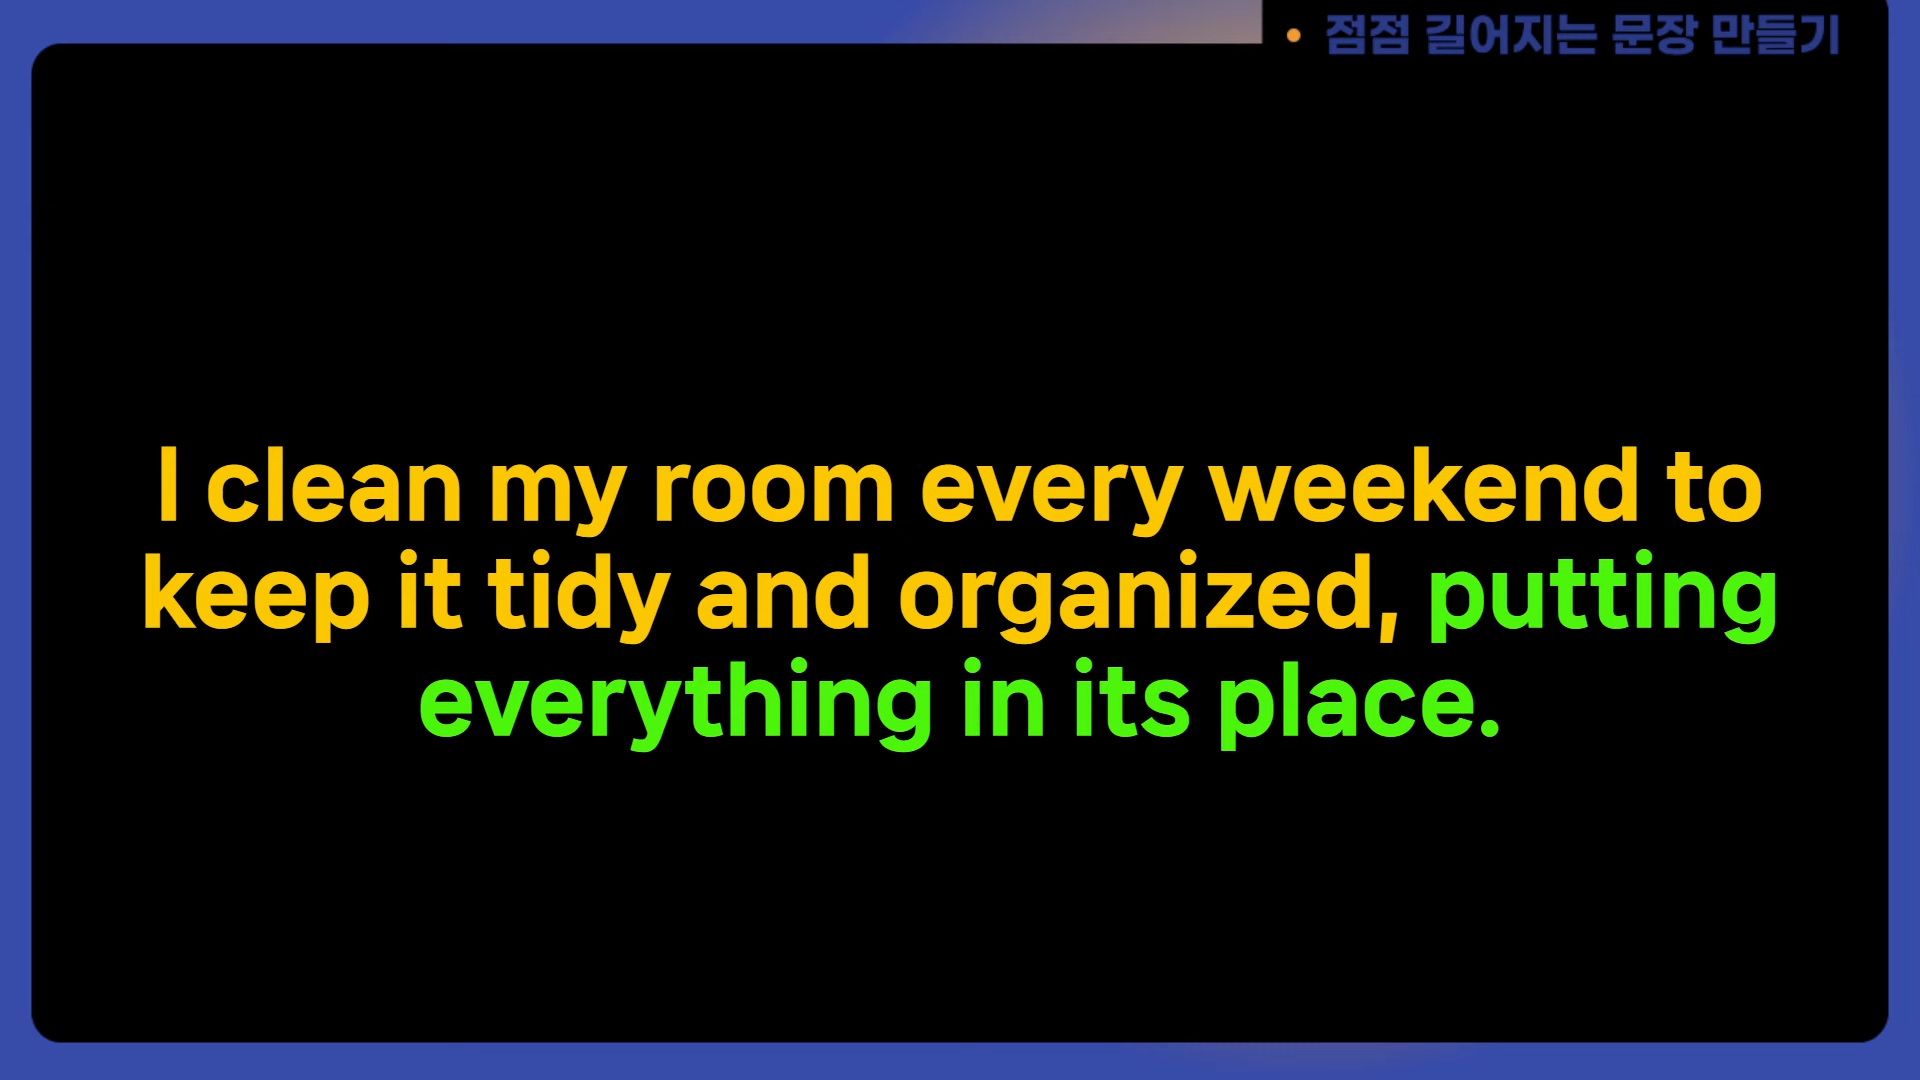 • 점점 길어지는 문장 만들기
I clean my room every weekend to
keep it tidy and organized, putting
everything in its place.